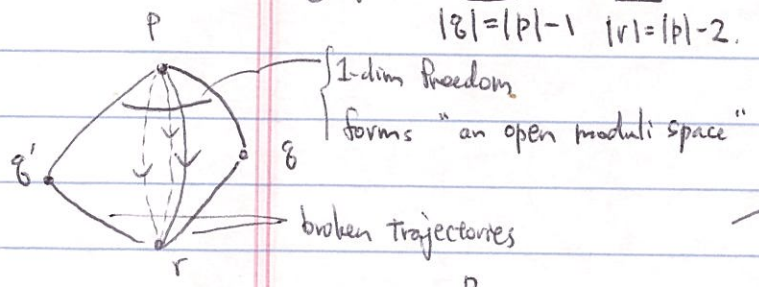 |q|=|p|-1 |r|=|p|-2.
p
1-dim freedom
forms "an open moduli space"
q' q
broken trajectories
r